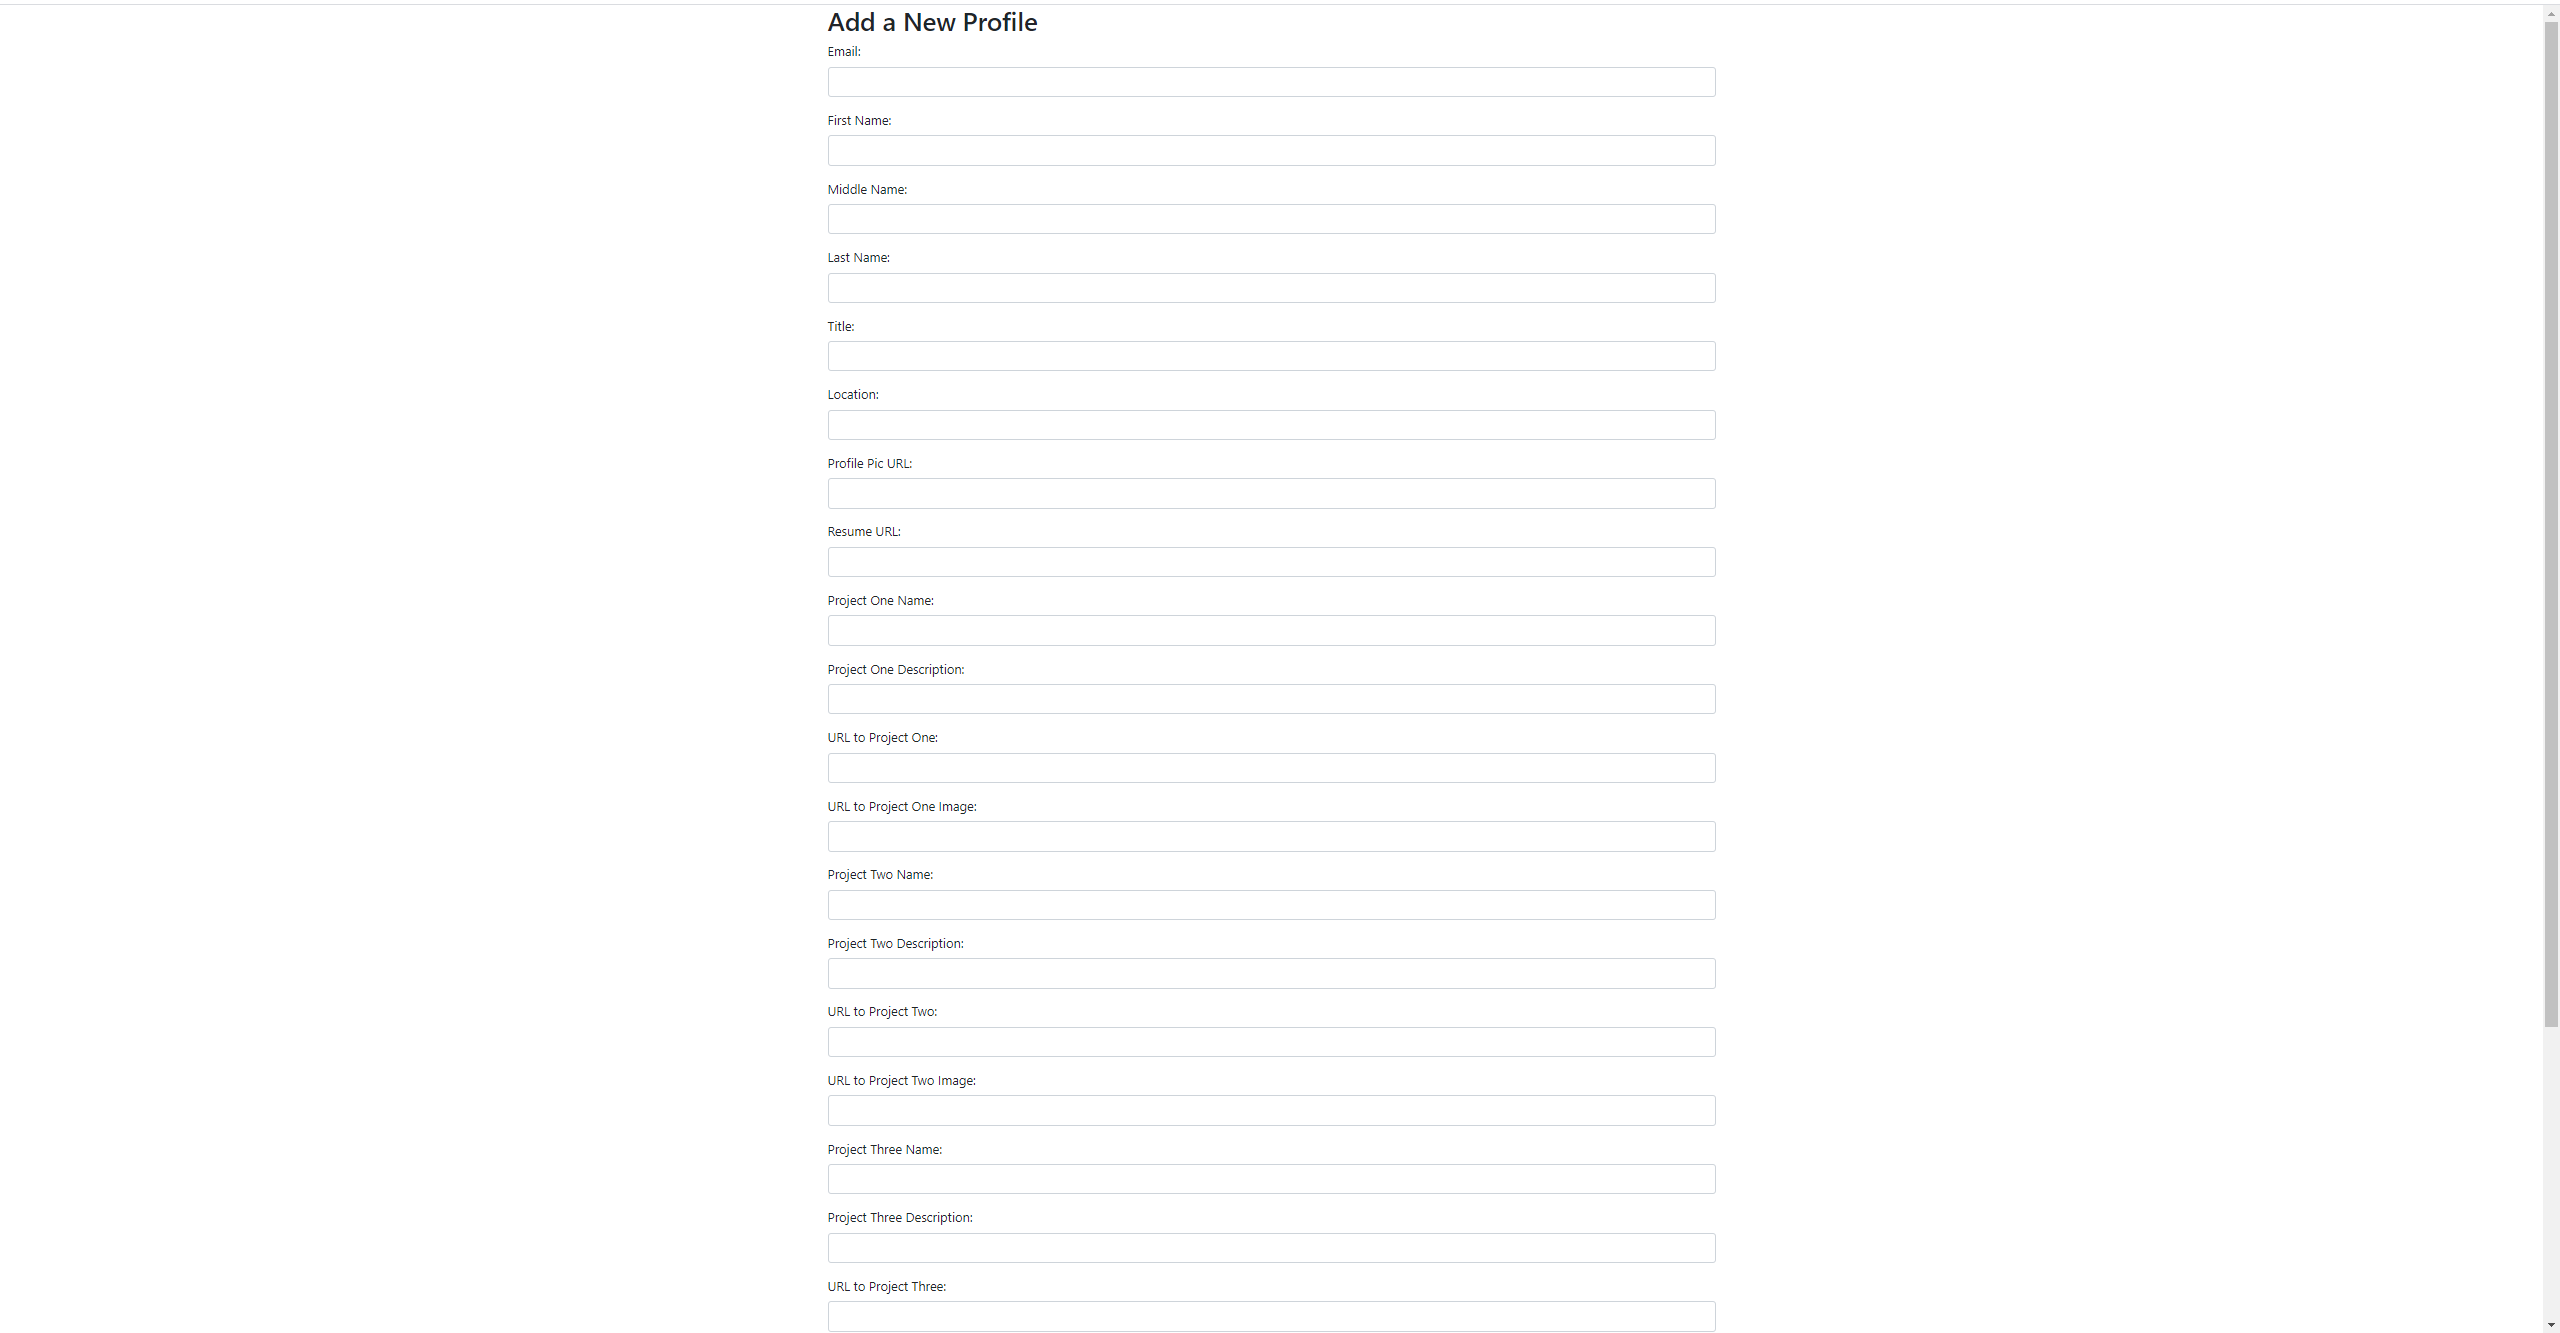 Add a New Profile
Email:
First Name:
Middle Name:
Last Name:
Title:
Location:
Profile Pic URL:
Resume URL:
Project One Name:
Project One Description:
URL to Project One:
URL to Project One Image:
Project Two Name:
Project Two Description:
URL to Project Two:
URL to Project Two Image:
Project Three Name:
Project Three Description:
URL to Project Three: